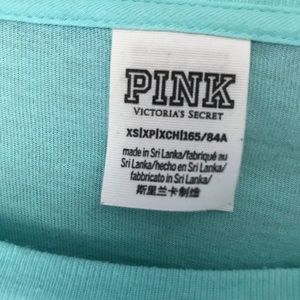 PINK
VICTORIA'S SECRET
XS|XP|XCH|165/84A
made in Sri Lanka/fabriqué au
Sri Lanka/hecho en Sri Lanka/
fabbricato in Sri Lanka/
斯里兰卡制造